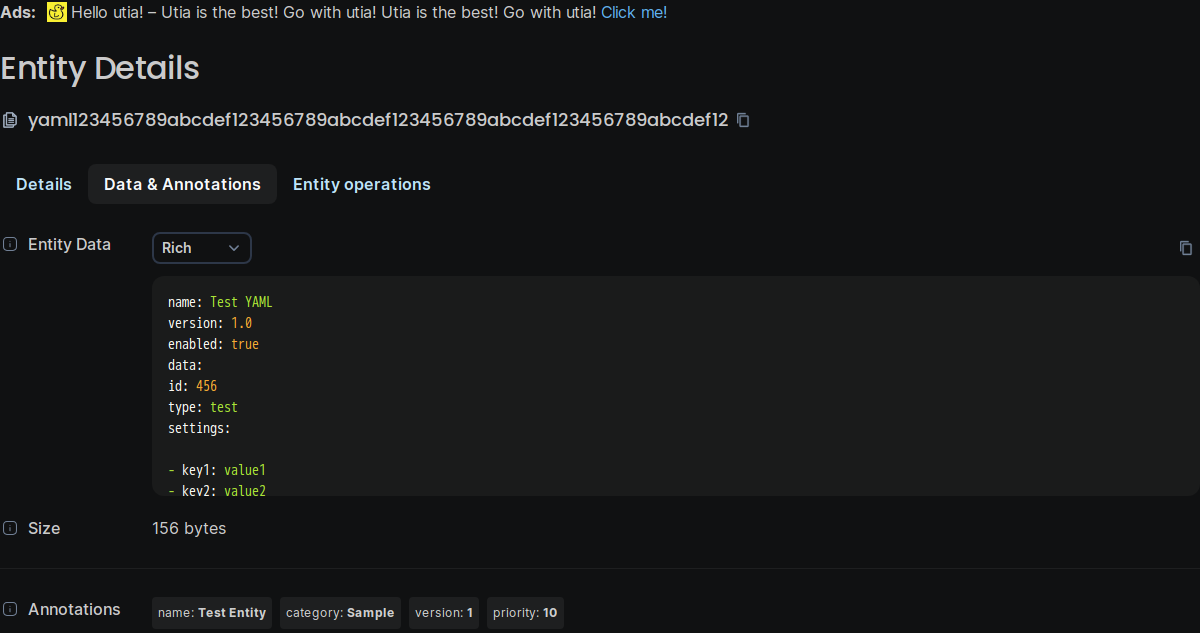 Ads: Hello utia! – Utia is the best! Go with utia! Utia is the best! Go with utia! Click me!
Entity Details
yaml123456789abcdef123456789abcdef123456789abcdef123456789abcdef12
Details Data & Annotations Entity operations
Entity Data Rich
name: Test YAML
version: 1.0
enabled: true
data:
id: 456
type: test
settings:
- key1: value1
- key2: value2
Size 156 bytes
Annotations name: Test Entity category: Sample version: 1 priority: 10